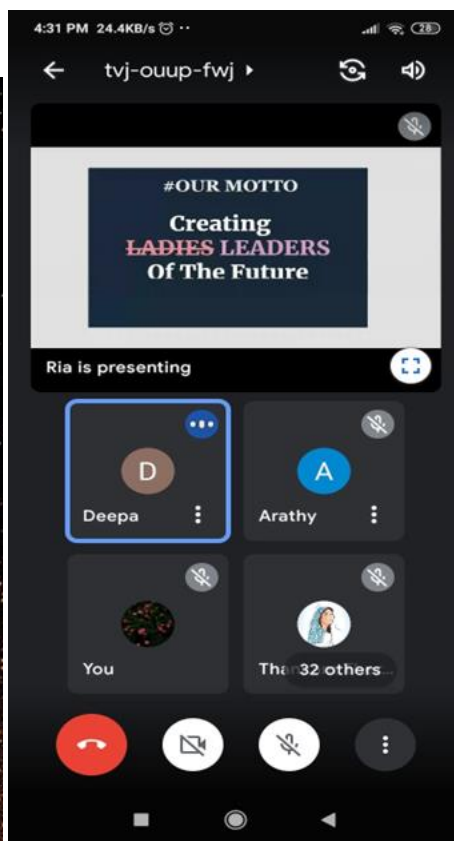 4:31 PM 24.4KB/s
28
tvj-ouup-fwj
#OUR MOTTO
Creating
LADIES LEADERS
Of The Future
Ria is presenting
D
A
Deepa
Arathy
You
32 others